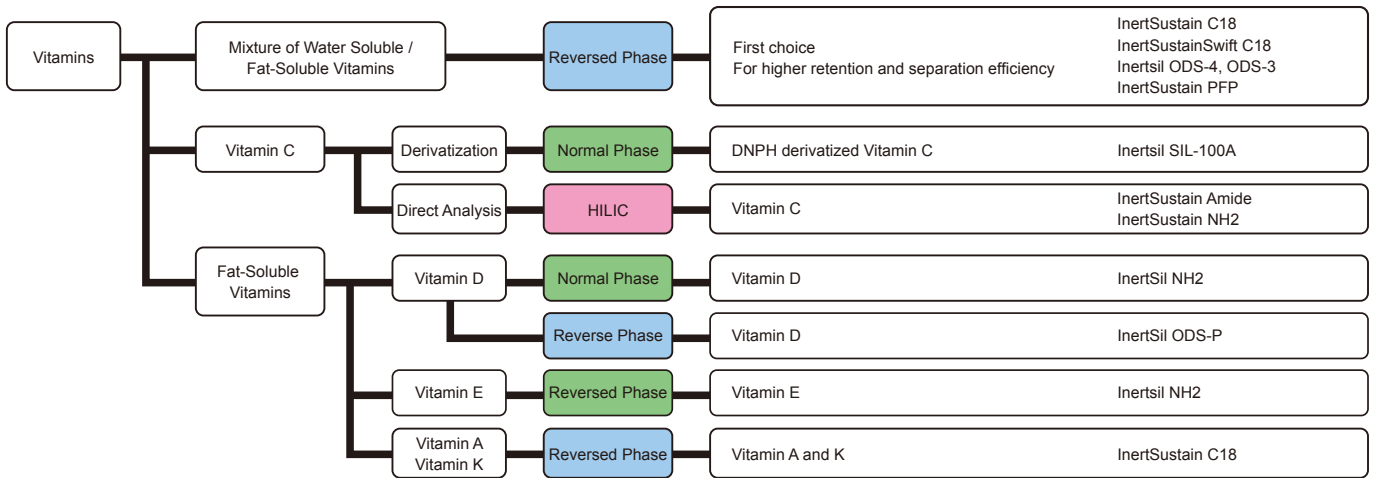 Vitamins
Mixture of Water Soluble /
Fat-Soluble Vitamins
Reversed Phase
First choice
For higher retention and separation efficiency
InertSustain C18
InertSustainSwift C18
Inertsil ODS-4, ODS-3
InertSustain PFP
Vitamin C
Derivatization
Normal Phase
DNPH derivatized Vitamin C
Inertsil SIL-100A
Direct Analysis
HILIC
Vitamin C
InertSustain Amide
InertSustain NH2
Fat-Soluble
Vitamins
Vitamin D
Normal Phase
Vitamin D
InertSil NH2
Reverse Phase
Vitamin D
InertSil ODS-P
Vitamin E
Reversed Phase
Vitamin E
Inertsil NH2
Vitamin A
Vitamin K
Reversed Phase
Vitamin A and K
InertSustain C18